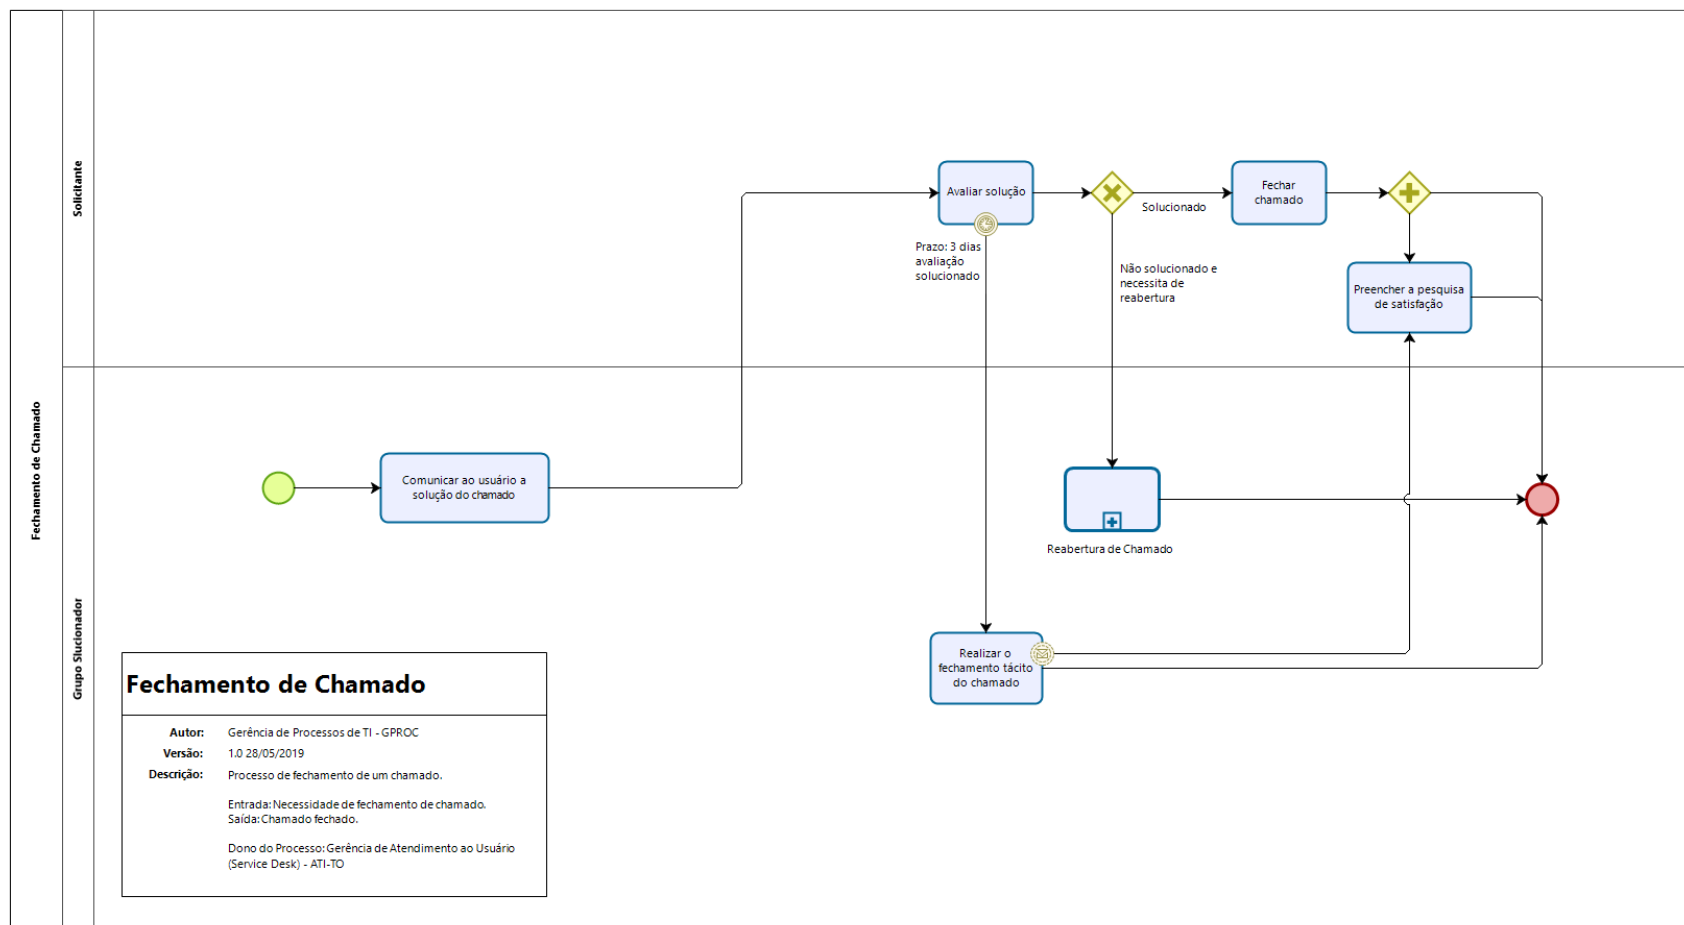 Fechamento de Chamado
Solicitante
Grupo Slucionador
Avaliar solução
Prazo: 3 dias
avaliação
solucionado
Solucionado
Não solucionado e
necessita de
reabertura
Fechar
chamado
Preencher a pesquisa
de satisfação
Comunicar ao usuário a
solução do chamado
Reabertura de Chamado
Realizar o
fechamento tácito
do chamado
Fechamento de Chamado
Autor: Gerência de Processos de TI - GPROC
Versão: 1.0 28/05/2019
Descrição: Processo de fechamento de um chamado.
Entrada: Necessidade de fechamento de chamado.
Saída: Chamado fechado.
Dono do Processo: Gerência de Atendimento ao Usuário
(Service Desk) - ATI-TO